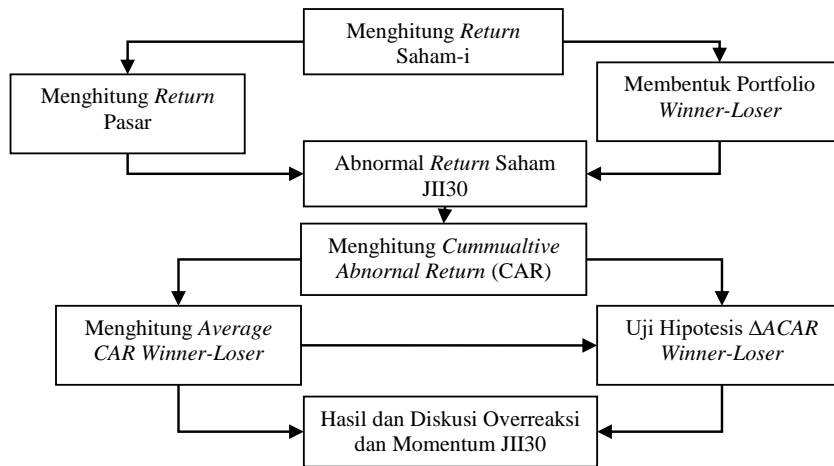 Menghitung Return
Saham-i
Menghitung Return
Pasar
Membentuk Portfolio
Winner-Loser
Abnormal Return Saham
JII30
Menghitung Cummualtive
Abnornal Return (CAR)
Menghitung Average
CAR Winner-Loser
Uji Hipotesis ΔACAR
Winner-Loser
Hasil dan Diskusi Overreaksi
dan Momentum JII30